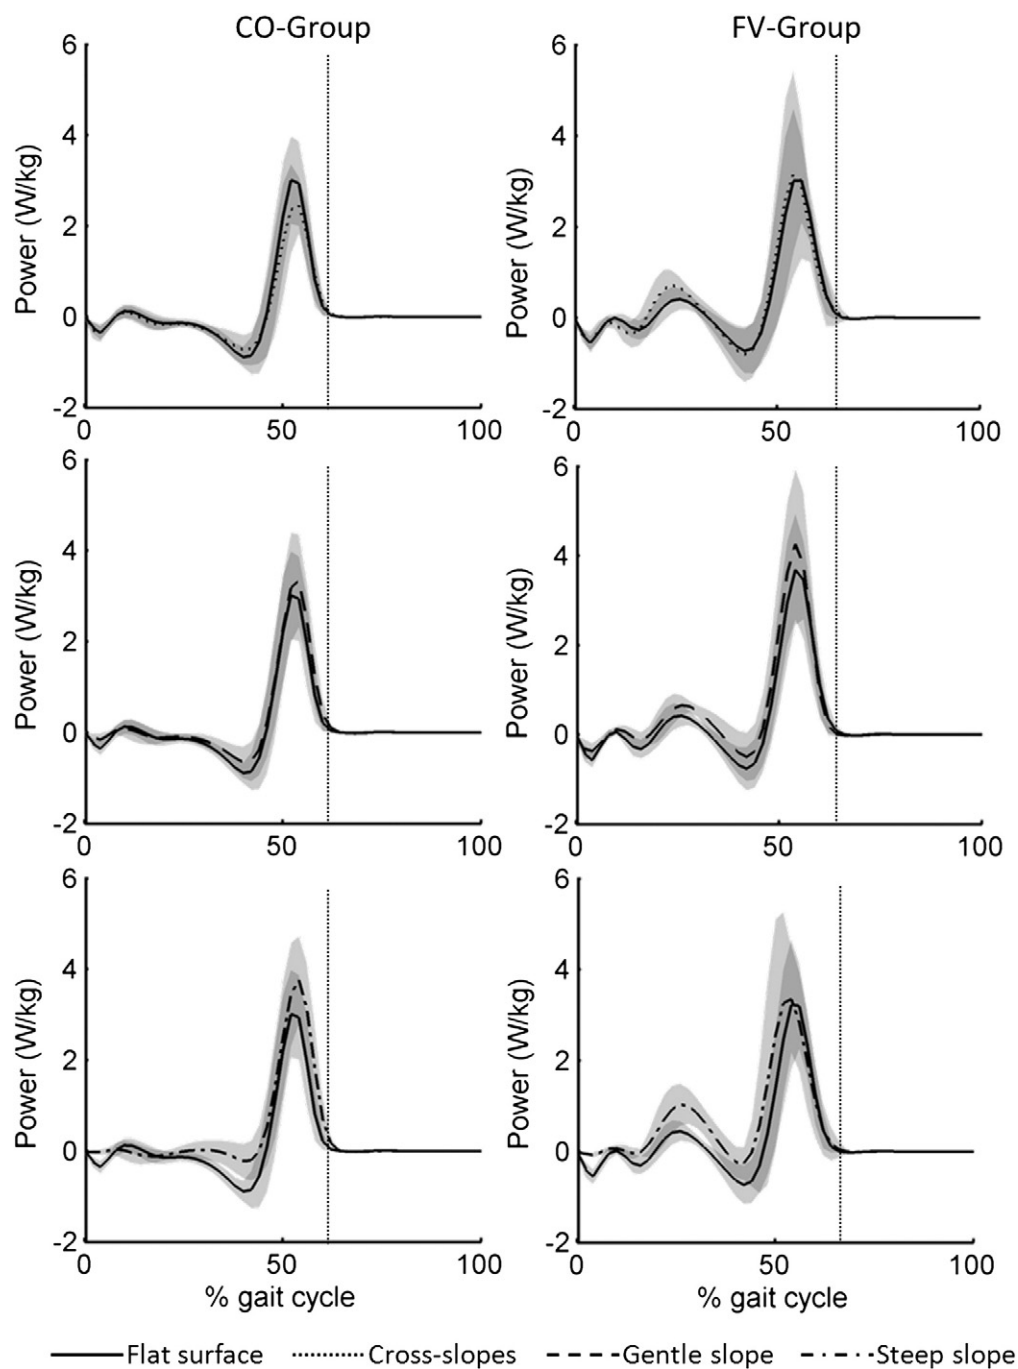 CO-Group FV-Group
6 6
4 4
2 2
0 0
-2 -2
Power (W/kg) Power (W/kg)
0 50 100 0 50 100
6 6
4 4
2 2
0 0
-2 -2
Power (W/kg) Power (W/kg)
0 50 100 0 50 100
6 6
4 4
2 2
0 0
-2 -2
Power (W/kg) Power (W/kg)
0 50 100 0 50 100
% gait cycle % gait cycle
Flat surface Cross-slopes Gentle slope Steep slope